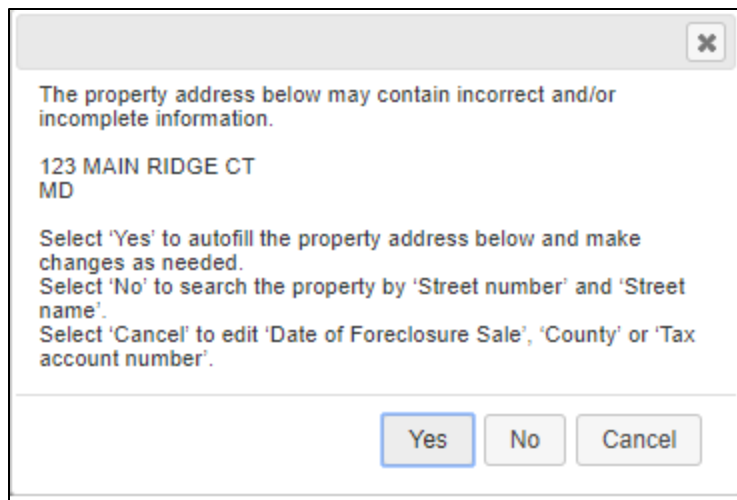 The property address below may contain incorrect and/or
incomplete information.
123 MAIN RIDGE CT
MD
Select ‘Yes’ to autofill the property address below and make
changes as needed.
Select ‘No’ to search the property by ‘Street number’ and ‘Street
name’.
Select ‘Cancel’ to edit ‘Date of Foreclosure Sale’, ‘County’ or ‘Tax
account number’.
Yes No Cancel